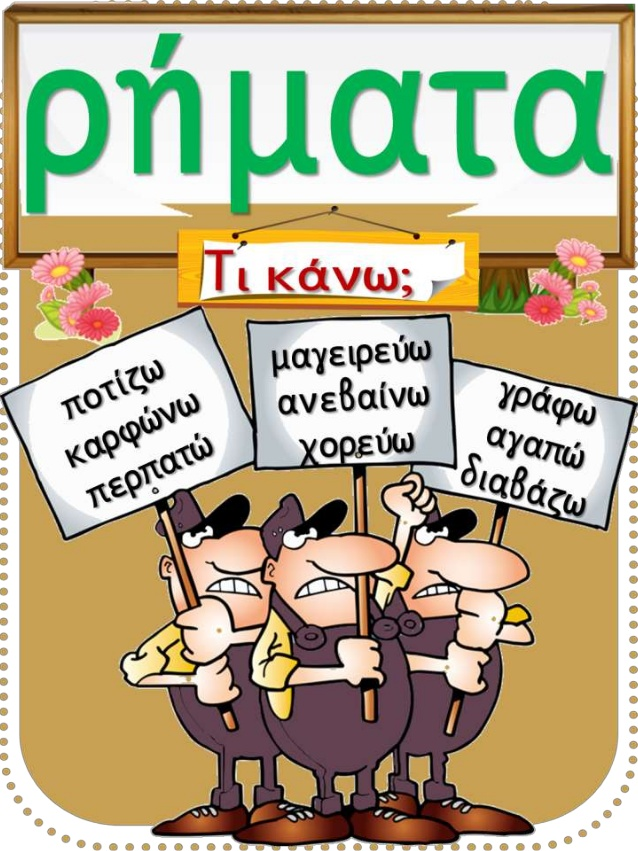 ρήματα
Τι κάνω;
ποτίζω
καρφώνω
περπατώ
μαγειρεύω
ανεβαίνω
χορεύω
γράφω
αγαπώ
διαβάζω